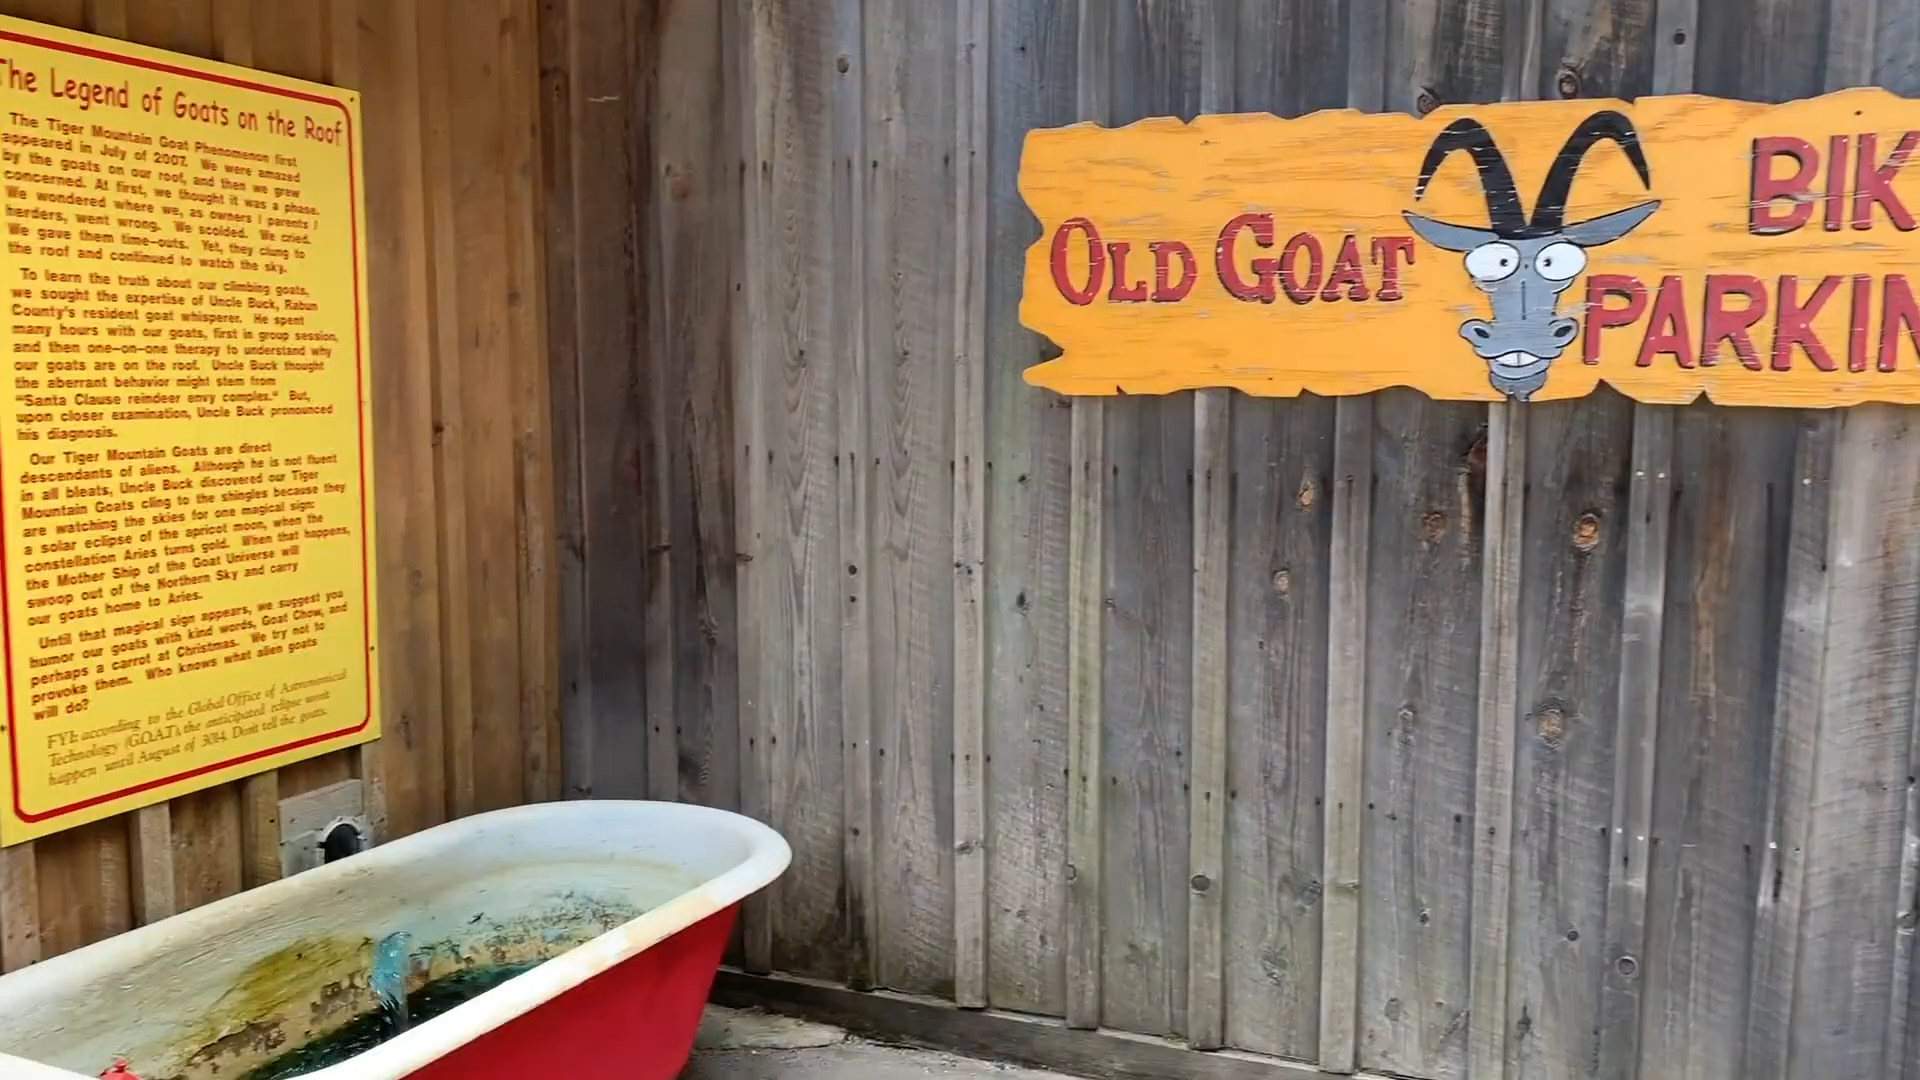 The Legend of Goats on the Roof
The Tiger Mountain Goat Phenomenon first
appeared in July of 2007. We were amazed
by the goats on our roof, and then we grew
concerned. At first, we thought it was a phase.
We wondered where we, as owners / parents /
herders, went wrong. We scolded. We cried.
We gave them time-outs. Yet, they clung to
the roof and continued to watch the sky.
To learn the truth about our climbing goats,
we sought the expertise of Uncle Buck, Rabun
County's resident goat whisperer. He spent
many hours with our goats, first in group session,
and then one-on-one therapy to understand why
our goats are on the roof. Uncle Buck thought
the aberrant behavior might stem from
"Santa Clause reindeer envy complex." But,
upon closer examination, Uncle Buck pronounced
his diagnosis.
Our Tiger Mountain Goats are direct
descendants of aliens. Although he is not fluent
in all bleats, Uncle Buck discovered our Tiger
Mountain Goats cling to the shingles because they
are watching the skies for one magical sign:
a solar eclipse of the apricot moon, when the
constellation Aries turns gold. When that happens,
the Mother Ship of the Goat Universe will
swoop out of the Northern Sky and carry
our goats home to Aries.
Until that magical sign appears, we suggest you
humor our goats with kind words, Goat Chow, and
perhaps a carrot at Christmas. We try not to
provoke them. Who knows what alien goats
will do?
FYI: according to the Global Office of Astronomical
Technology (G.O.A.T.), the anticipated eclipse won't
happen until August of 3014. Don't tell the goats.
OLD GOAT
BIK
PARKIN